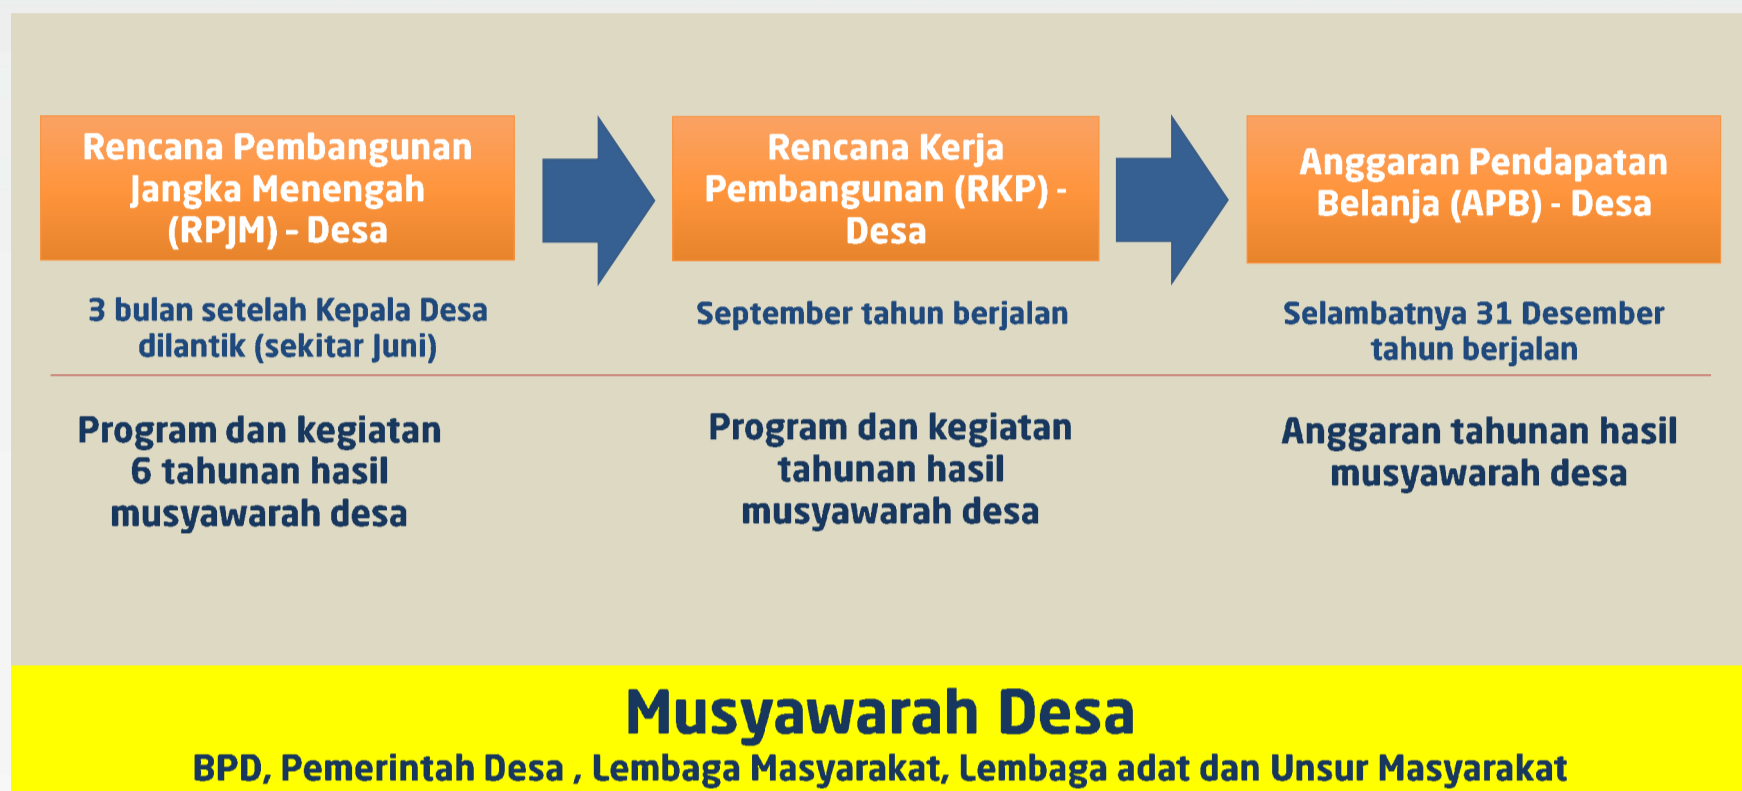 Rencana Pembangunan
Jangka Menengah
(RPJM) – Desa
Rencana Kerja
Pembangunan (RKP) -
Desa
Anggaran Pendapatan
Belanja (APB) - Desa
3 bulan setelah Kepala Desa
dilantik (sekitar Juni)
September tahun berjalan
Selambatnya 31 Desember
tahun berjalan
Program dan kegiatan
6 tahunan hasil
musyawarah desa
Program dan kegiatan
tahunan hasil
musyawarah desa
Anggaran tahunan hasil
musyawarah desa
Musyawarah Desa
BPD, Pemerintah Desa , Lembaga Masyarakat, Lembaga adat dan Unsur Masyarakat